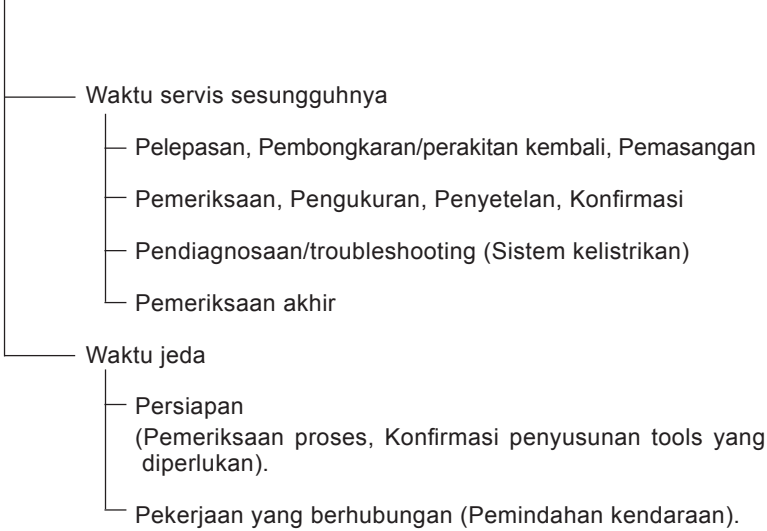 Waktu servis sesungguhnya
Pelepasan, Pembongkaran/perakitan kembali, Pemasangan
Pemeriksaan, Pengukuran, Penyetelan, Konfirmasi
Pendiagnosaan/troubleshooting (Sistem kelistrikan)
Pemeriksaan akhir
Waktu jeda
Persiapan
(Pemeriksaan proses, Konfirmasi penyusunan tools yang
diperlukan).
Pekerjaan yang berhubungan (Pemindahan kendaraan).